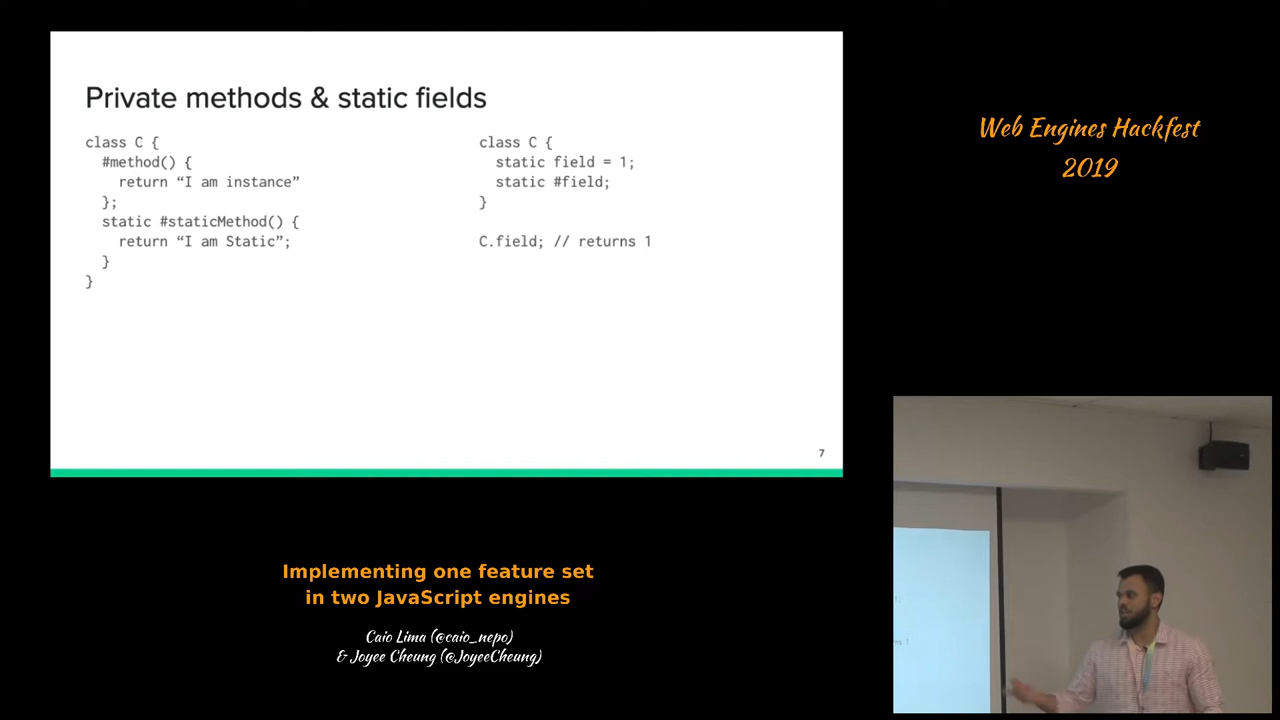 Private methods & static fields
class C {
  #method() {
    return “I am instance”
  };
  static #staticMethod() {
    return “I am Static”;
  }
}
class C {
  static field = 1;
  static #field;
}
C.field; // returns 1
7
Web Engines Hackfest
2019
Implementing one feature set
in two JavaScript engines
Caio Lima (@caio_nepo)
& Joyee Cheung (@JoyeeCheung)